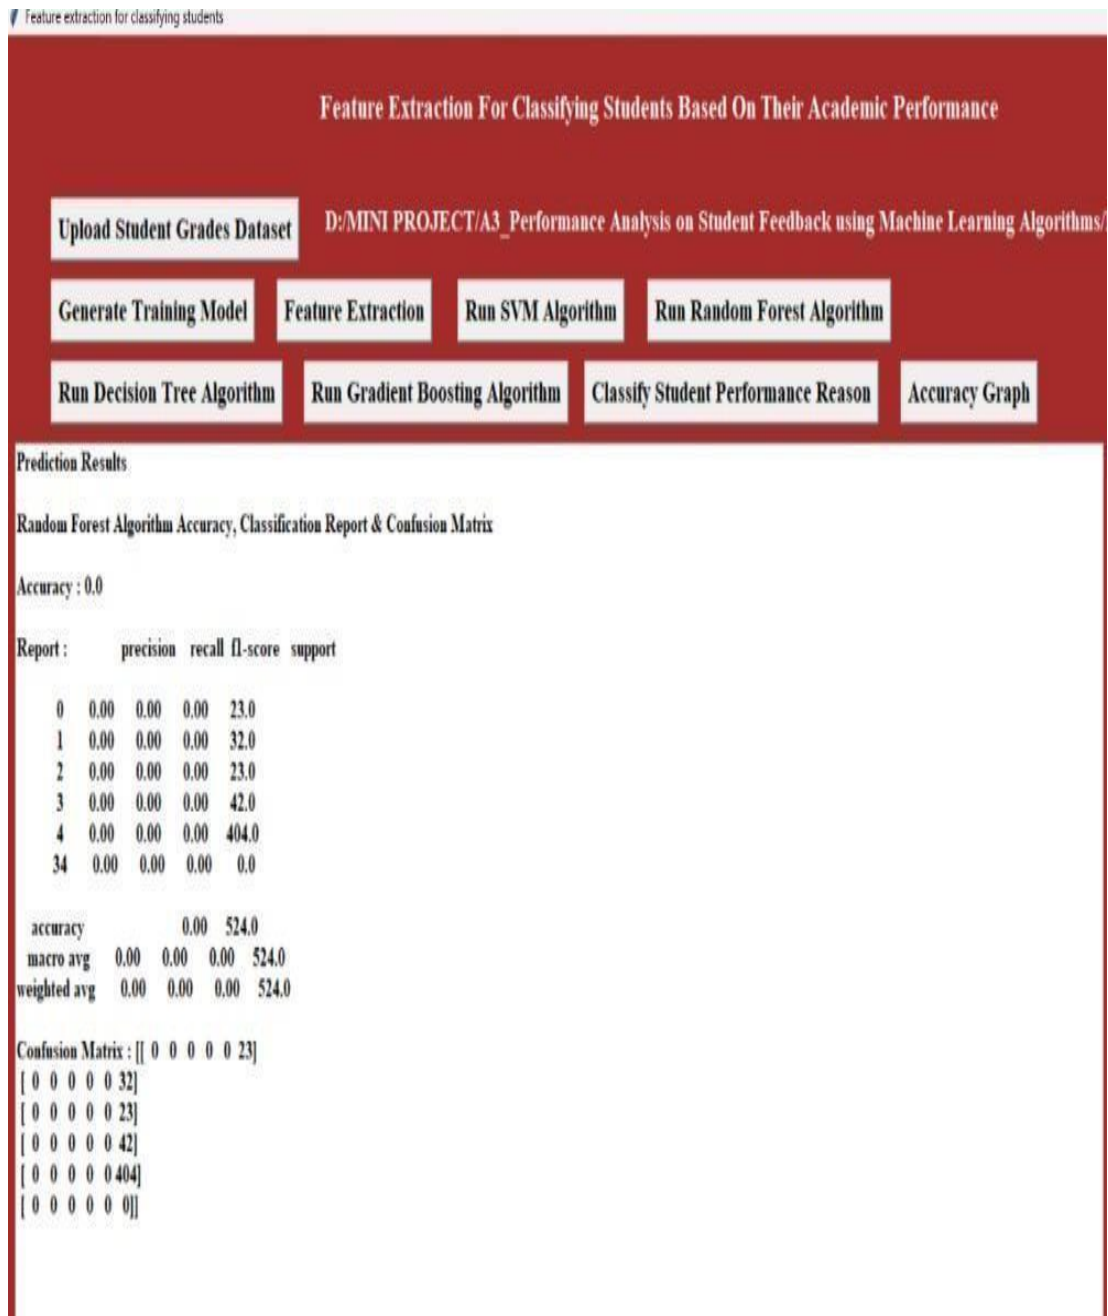 Feature extraction for classifying students
Feature Extraction For Classifying Students Based On Their Academic Performance
Upload Student Grades Dataset
D:/MINI PROJECT/A3_Performance Analysis on Student Feedback using Machine Learning Algorithms/
Generate Training Model Feature Extraction Run SVM Algorithm Run Random Forest Algorithm
Run Decision Tree Algorithm Run Gradient Boosting Algorithm Classify Student Performance Reason Accuracy Graph
Prediction Results
Random Forest Algorithm Accuracy, Classification Report & Confusion Matrix
Accuracy : 0.0
Report : precision recall f1-score support
0 0.00 0.00 0.00 23.0
1 0.00 0.00 0.00 32.0
2 0.00 0.00 0.00 23.0
3 0.00 0.00 0.00 42.0
4 0.00 0.00 0.00 404.0
34 0.00 0.00 0.00 0.0
accuracy 0.00 524.0
macro avg 0.00 0.00 0.00 524.0
weighted avg 0.00 0.00 0.00 524.0
Confusion Matrix : [[ 0 0 0 0 0 23]
[ 0 0 0 0 0 32]
[ 0 0 0 0 0 23]
[ 0 0 0 0 0 42]
[ 0 0 0 0 0 404]
[ 0 0 0 0 0 0]]